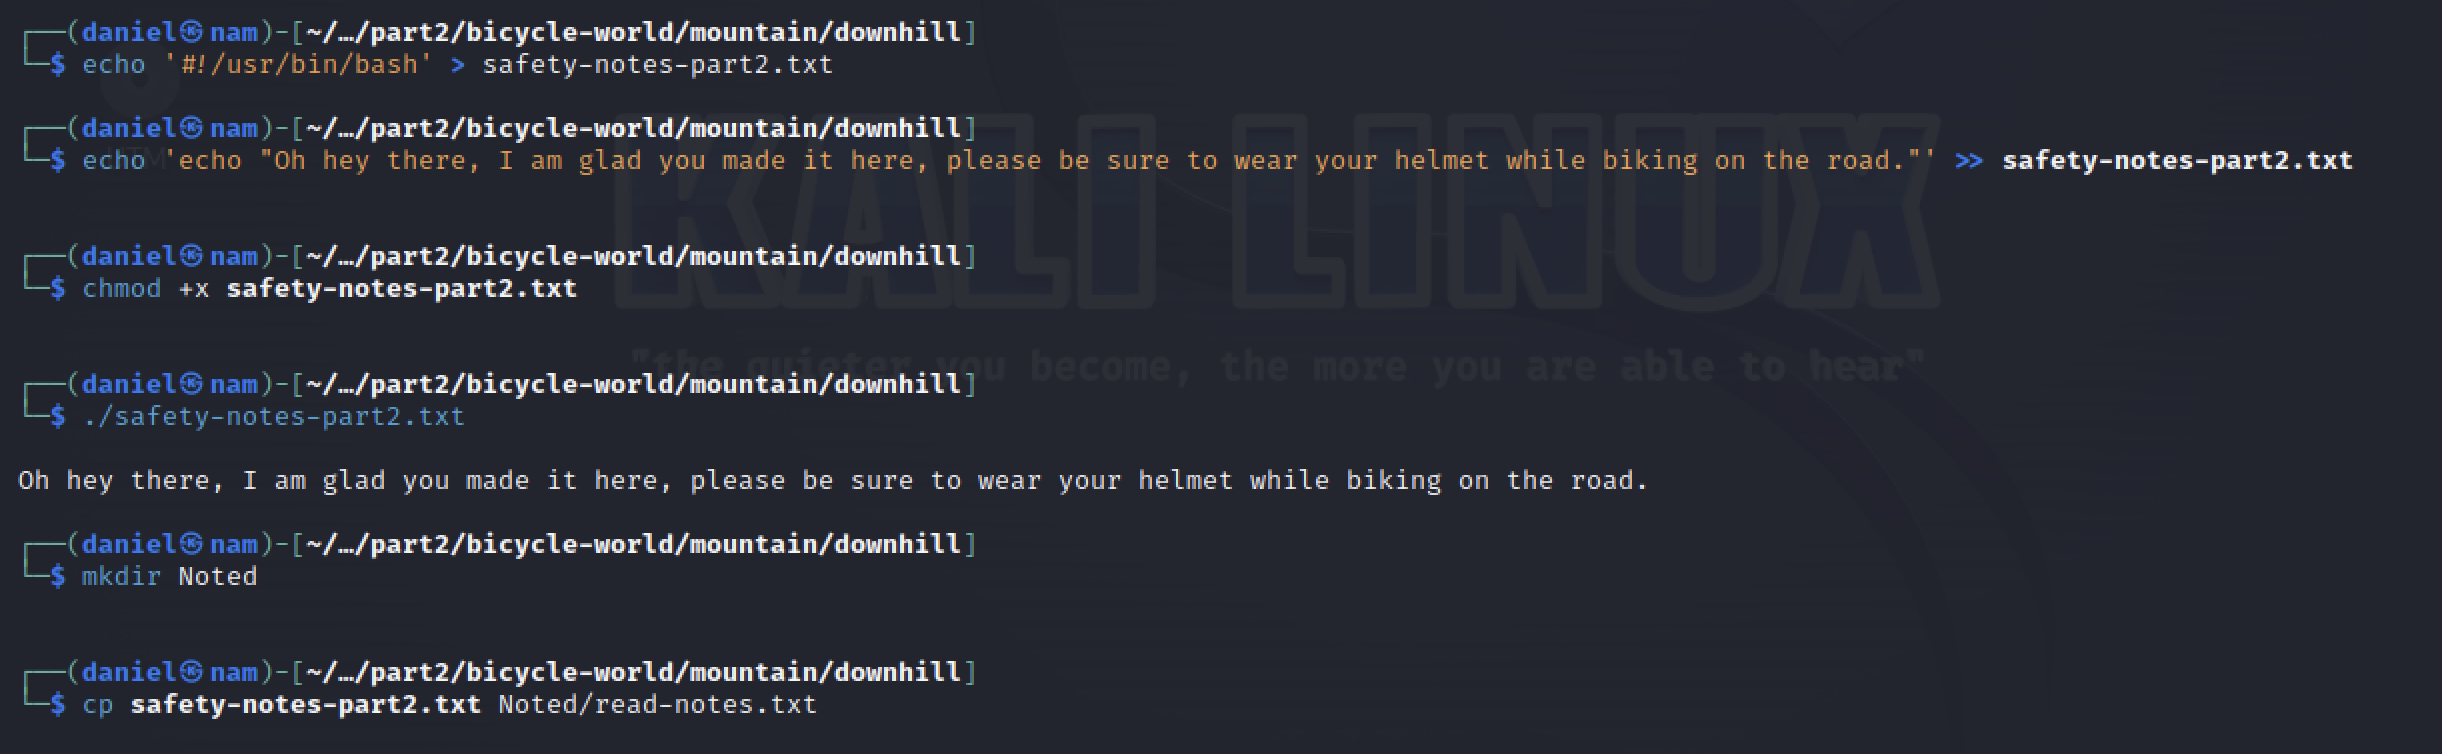 ┌──(daniel㉿nam)-[~/…/part2/bicycle-world/mountain/downhill]
└─$ echo '#!/usr/bin/bash' > safety-notes-part2.txt
┌──(daniel㉿nam)-[~/…/part2/bicycle-world/mountain/downhill]
└─$ echo 'echo "Oh hey there, I am glad you made it here, please be sure to wear your helmet while biking on the road."' >> safety-notes-part2.txt
KALI LINUX
┌──(daniel㉿nam)-[~/…/part2/bicycle-world/mountain/downhill]
└─$ chmod +x safety-notes-part2.txt
"the quieter you become, the more you are able to hear"
┌──(daniel㉿nam)-[~/…/part2/bicycle-world/mountain/downhill]
└─$ ./safety-notes-part2.txt
Oh hey there, I am glad you made it here, please be sure to wear your helmet while biking on the road.
┌──(daniel㉿nam)-[~/…/part2/bicycle-world/mountain/downhill]
└─$ mkdir Noted
┌──(daniel㉿nam)-[~/…/part2/bicycle-world/mountain/downhill]
└─$ cp safety-notes-part2.txt Noted/read-notes.txt